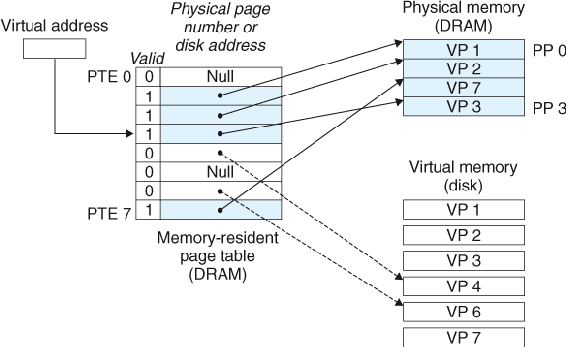 Virtual address
Physical page
number or
disk address
Valid
PTE 0
0
Null
1
1
1
0
0
Null
0
PTE 7
1
Memory-resident
page table
(DRAM)
Physical memory
(DRAM)
VP 1
PP 0
VP 2
VP 7
VP 3
PP 3
Virtual memory
(disk)
VP 1
VP 2
VP 3
VP 4
VP 6
VP 7